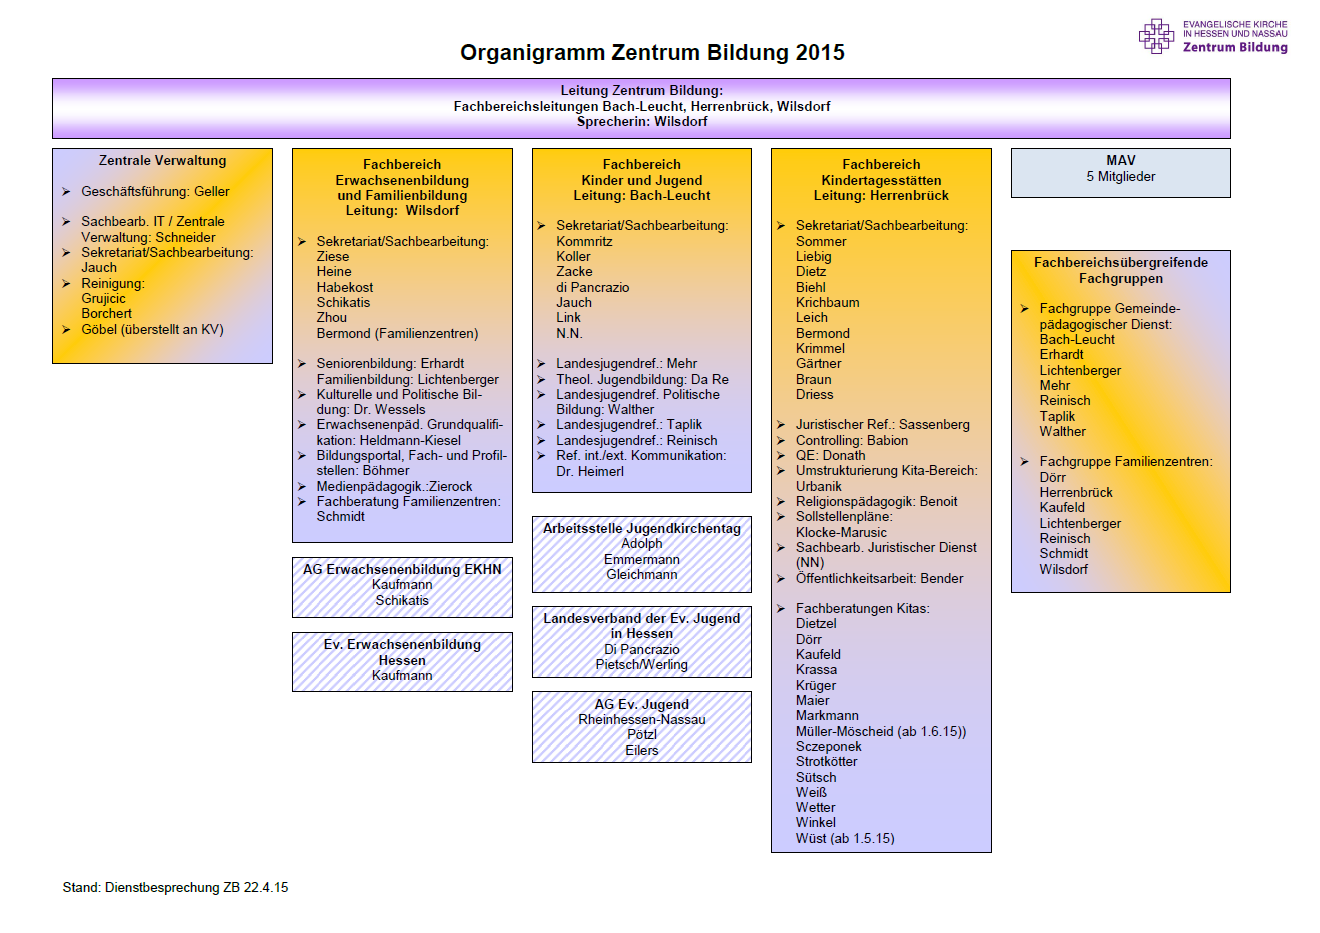 EVANGELISCHE KIRCHE
IN HESSEN UND NASSAU
Zentrum Bildung
Organigramm Zentrum Bildung 2015
Leitung Zentrum Bildung:
Fachbereichsleitungen Bach-Leucht, Herrenbrück, Wilsdorf
Sprecherin: Wilsdorf
Zentrale Verwaltung
Geschäftsführung: Geller
Sachbearb. IT / Zentrale
Verwaltung: Schneider
Sekretariat/Sachbearbeitung:
Jauch
Reinigung:
Grujicic
Borchert
Göbel (überstellt an KV)
Fachbereich
Erwachsenenbildung
und Familienbildung
Leitung: Wilsdorf
Sekretariat/Sachbearbeitung:
Ziese
Heine
Habekost
Schikatis
Zhou
Bermond (Familienzentren)
Seniorenbildung: Erhardt
Familienbildung: Lichtenberger
Kulturelle und Politische Bil-
dung: Dr. Wessels
Erwachsenenpäd. Grundqualifi-
kation: Heldmann-Kiesel
Bildungsportal, Fach- und Profil-
stellen: Böhmer
Medienpädagogik.:Zierock
Fachberatung Familienzentren:
Schmidt
AG Erwachsenenbildung EKHN
Kaufmann
Schikatis
Ev. Erwachsenenbildung
Hessen
Kaufmann
Fachbereich
Kinder und Jugend
Leitung: Bach-Leucht
Sekretariat/Sachbearbeitung:
Kommritz
Koller
Zacke
di Pancrazio
Jauch
Link
N.N.
Landesjugendref.: Mehr
Theol. Jugendbildung: Da Re
Landesjugendref. Politische
Bildung: Walther
Landesjugendref.: Taplik
Landesjugendref.: Reinisch
Ref. int./ext. Kommunikation:
Dr. Heimerl
Arbeitsstelle Jugendkirchentag
Adolph
Emmermann
Gleichmann
Landesverband der Ev. Jugend
in Hessen
Di Pancrazio
Pietsch/Werling
AG Ev. Jugend
Rheinhessen-Nassau
Pötzl
Eilers
Fachbereich
Kindertagesstätten
Leitung: Herrenbrück
Sekretariat/Sachbearbeitung:
Sommer
Liebig
Dietz
Biehl
Krichbaum
Leich
Bermond
Krimmel
Gärtner
Braun
Driess
Juristischer Ref.: Sassenberg
Controlling: Babion
QE: Donath
Umstrukturierung Kita-Bereich:
Urbanik
Religionspädagogik: Benoit
Sollstellenpläne:
Klocke-Marusic
Sachbearb. Juristischer Dienst
(NN)
Öffentlichkeitsarbeit: Bender
Fachberatungen Kitas:
Dietzel
Dörr
Kaufeld
Krassa
Krüger
Maier
Markmann
Müller-Möscheid (ab 1.6.15))
Sczeponek
Strotkötter
Sütsch
Weiß
Wetter
Winkel
Wüst (ab 1.5.15)
MAV
5 Mitglieder
Fachbereichsübergreifende
Fachgruppen
Fachgruppe Gemeinde-
pädagogischer Dienst:
Bach-Leucht
Erhardt
Lichtenberger
Mehr
Reinisch
Taplik
Walther
Fachgruppe Familienzentren:
Dörr
Herrenbrück
Kaufeld
Lichtenberger
Reinisch
Schmidt
Wilsdorf
Stand: Dienstbesprechung ZB 22.4.15